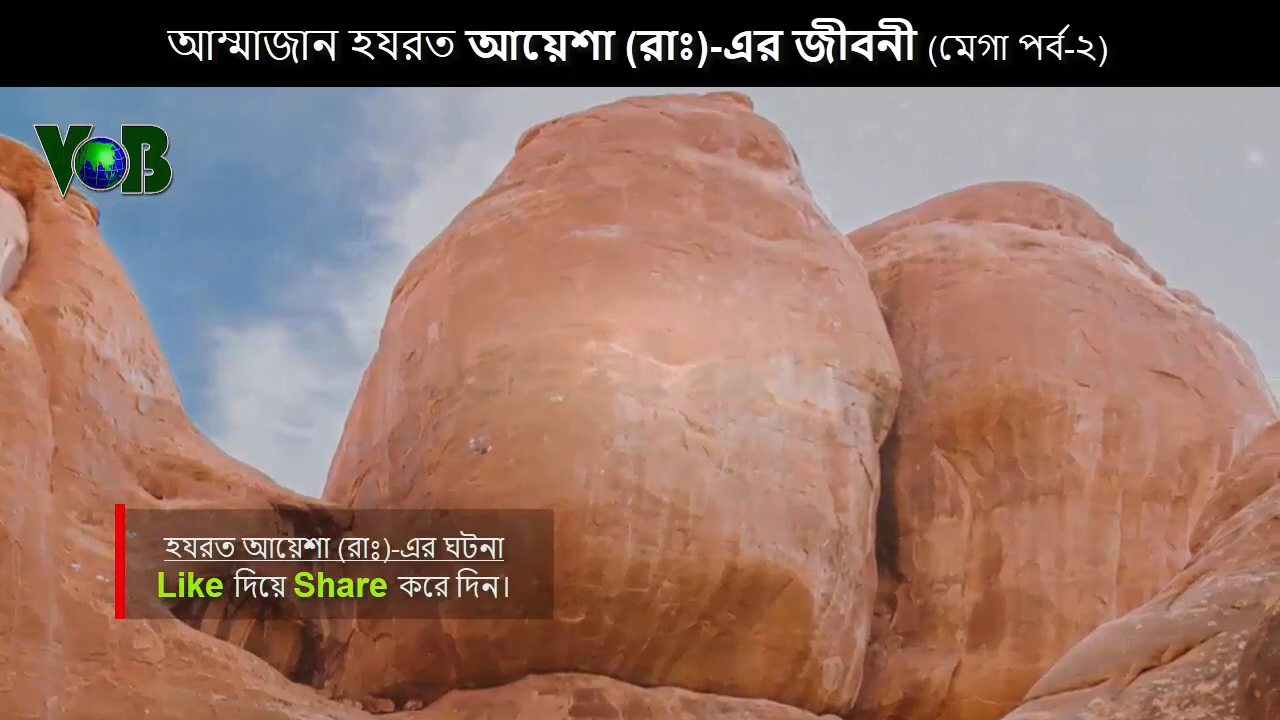 আম্মাজান হযরত আয়েশা (রাঃ)-এর জীবনী (মেগা পর্ব-২)
VOB
হযরত আয়েশা (রাঃ)-এর ঘটনা
Like দিয়ে Share করে দিন।